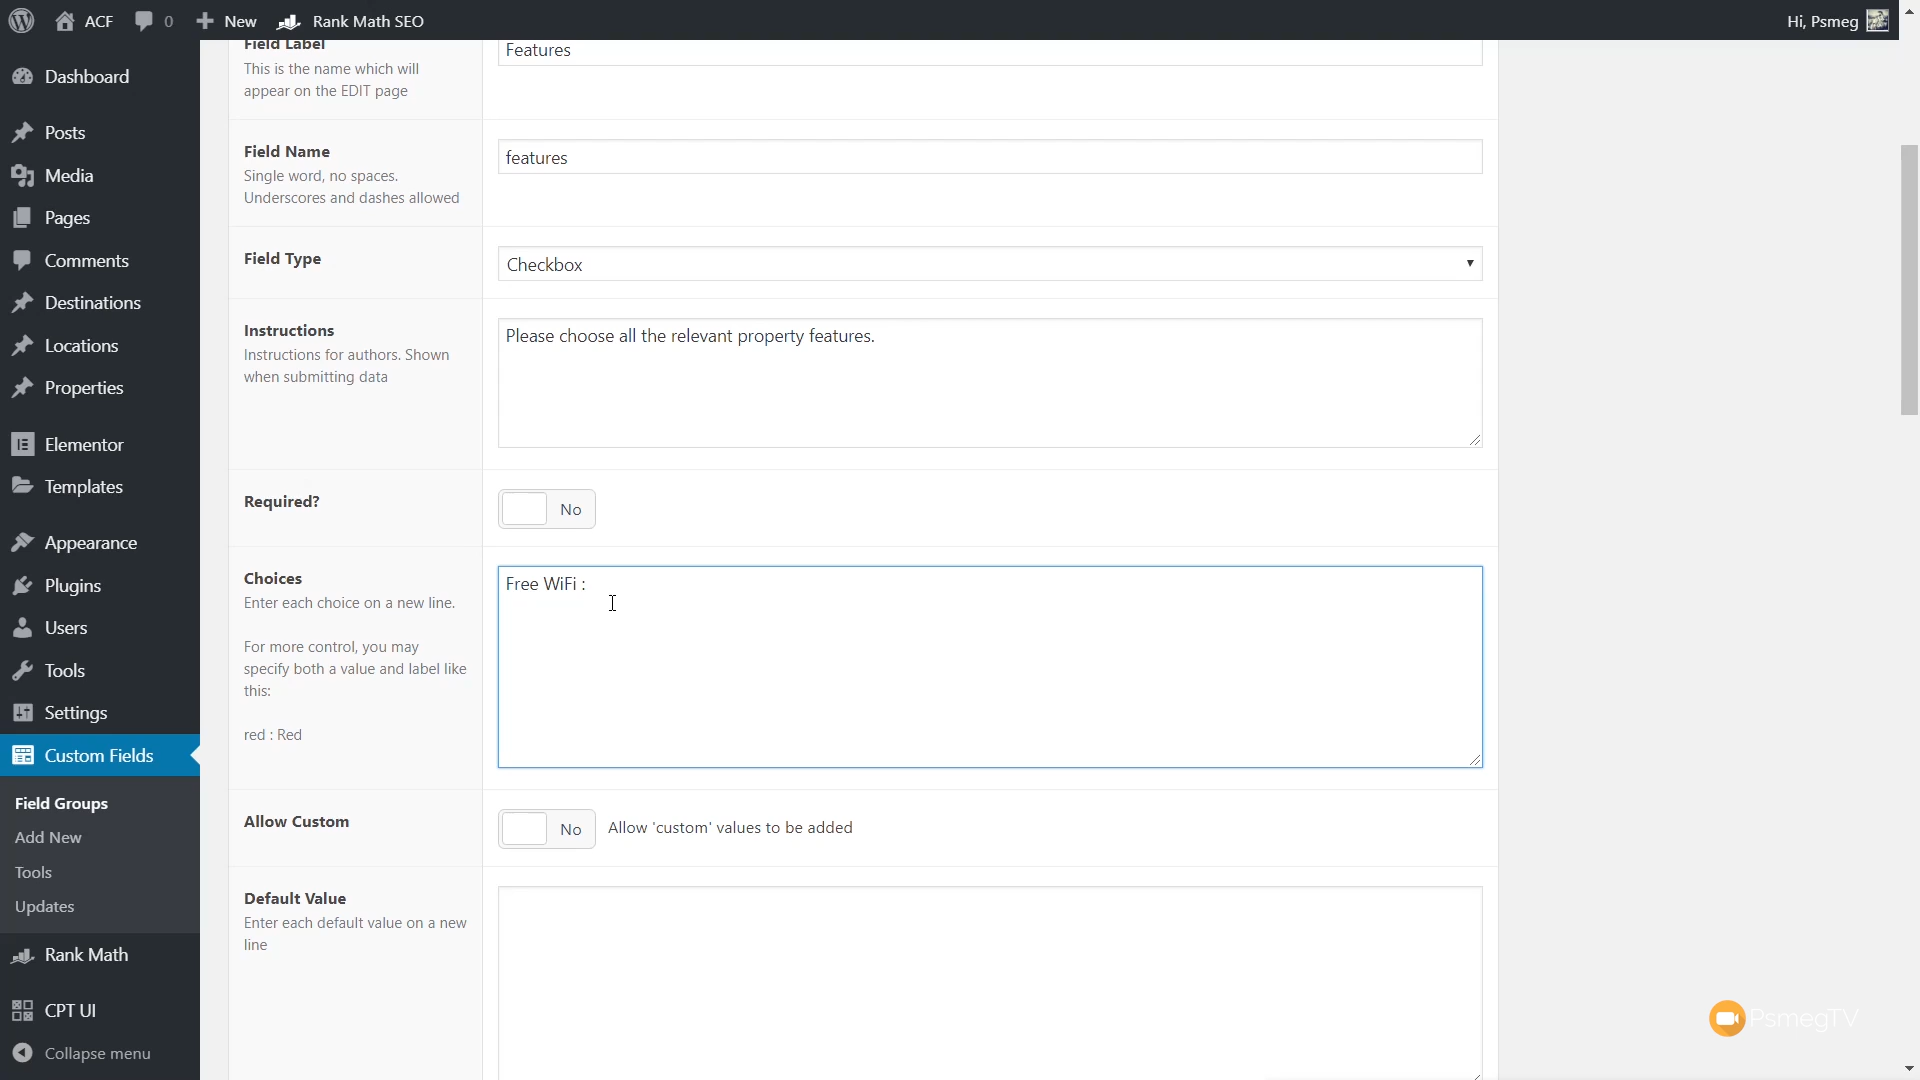 ACF
0
New
Rank Math SEO
Hi, Psmeg
Dashboard
Posts
Media
Pages
Comments
Destinations
Locations
Properties
Elementor
Templates
Appearance
Plugins
Users
Tools
Settings
Custom Fields
Field Groups
Add New
Tools
Updates
Rank Math
CPT UI
Collapse menu
Field Label
This is the name which will
appear on the EDIT page
Features
Field Name
Single word, no spaces.
Underscores and dashes allowed
features
Field Type
Checkbox
Instructions
Instructions for authors. Shown
when submitting data
Please choose all the relevant property features.
Required?
No
Choices
Enter each choice on a new line.
For more control, you may
specify both a value and label like
this:
red : Red
Free WiFi :
Allow Custom
No
Allow 'custom' values to be added
Default Value
Enter each default value on a new
line
PsmegTV